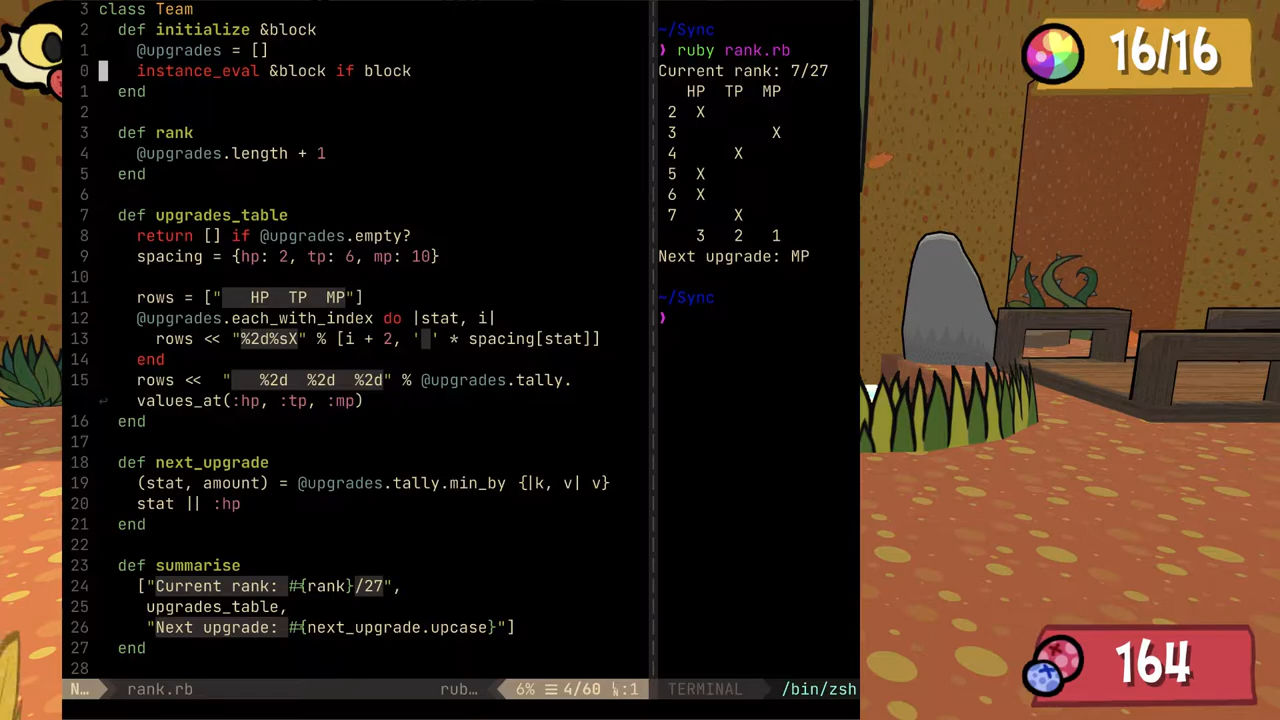 3 class Team
2   def initialize &block
1     @upgrades = []
0     instance_eval &block if block
1   end
2
3   def rank
4     @upgrades.length + 1
5   end
6
7   def upgrades_table
8     return [] if @upgrades.empty?
9     spacing = {hp: 2, tp: 6, mp: 10}
10
11     rows = ["   HP  TP  MP"]
12     @upgrades.each_with_index do |stat, i|
13       rows << "%2d%sX" % [i + 2, ' ' * spacing[stat]]
14     end
15     rows <<  "   %2d  %2d  %2d" % @upgrades.tally.
↩     values_at(:hp, :tp, :mp)
16   end
17
18   def next_upgrade
19     (stat, amount) = @upgrades.tally.min_by {|k, v| v}
20     stat || :hp
21   end
22
23   def summarise
24     ["Current rank: #{rank}/27",
25      upgrades_table,
26      "Next upgrade: #{next_upgrade.upcase}"]
27   end
28
N… rank.rb rub… 6% ☰ 4/60 ㏑:1
~/Sync
❯ ruby rank.rb
Current rank: 7/27
   HP  TP  MP
 2  X
 3          X
 4      X
 5  X
 6  X
 7      X
    3   2   1
Next upgrade: MP
~/Sync
❯
TERMINAL /bin/zsh
16/16
164